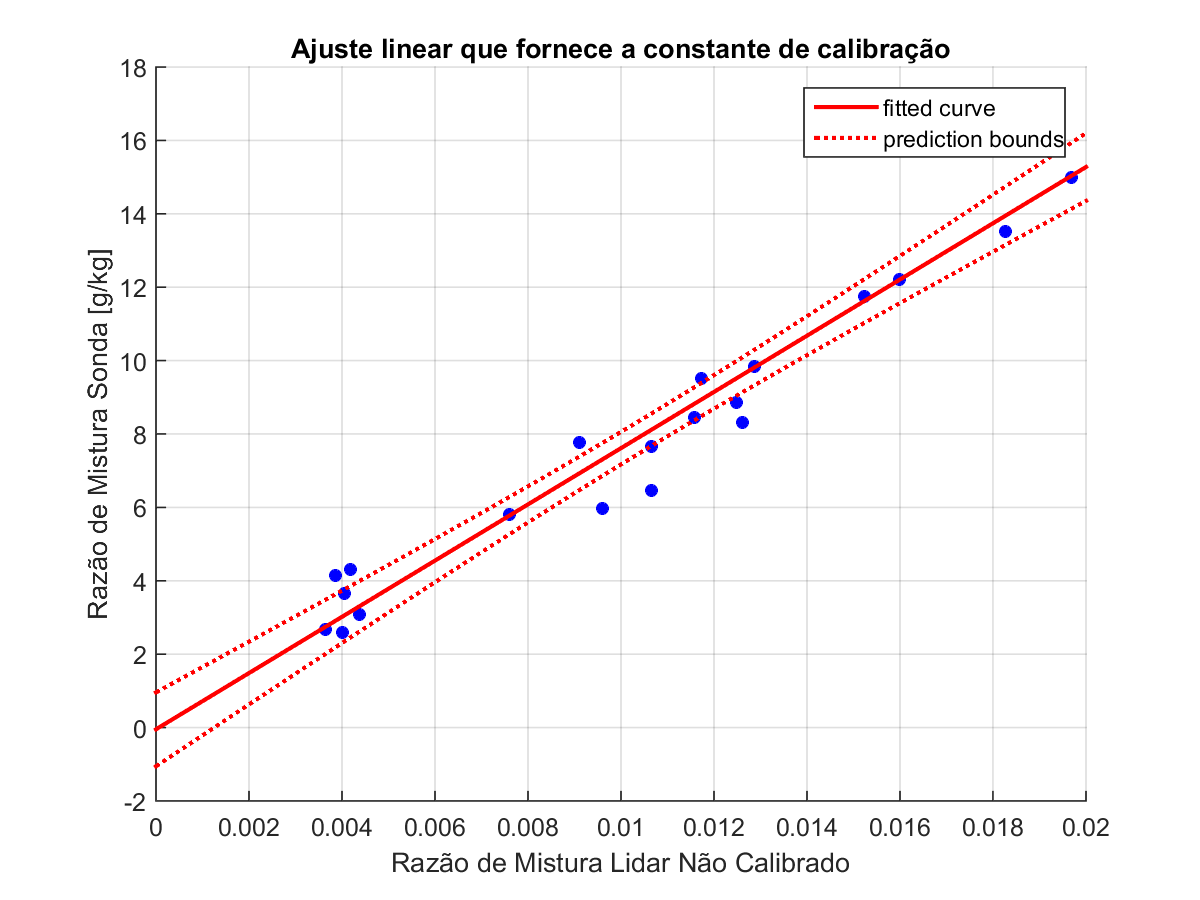 Ajuste linear que fornece a constante de calibração
fitted curve
prediction bounds
Razão de Mistura Sonda [g/kg]
18
16
14
12
10
8
6
4
2
0
-2
0 0.002 0.004 0.006 0.008 0.01 0.012 0.014 0.016 0.018 0.02
Razão de Mistura Lidar Não Calibrado